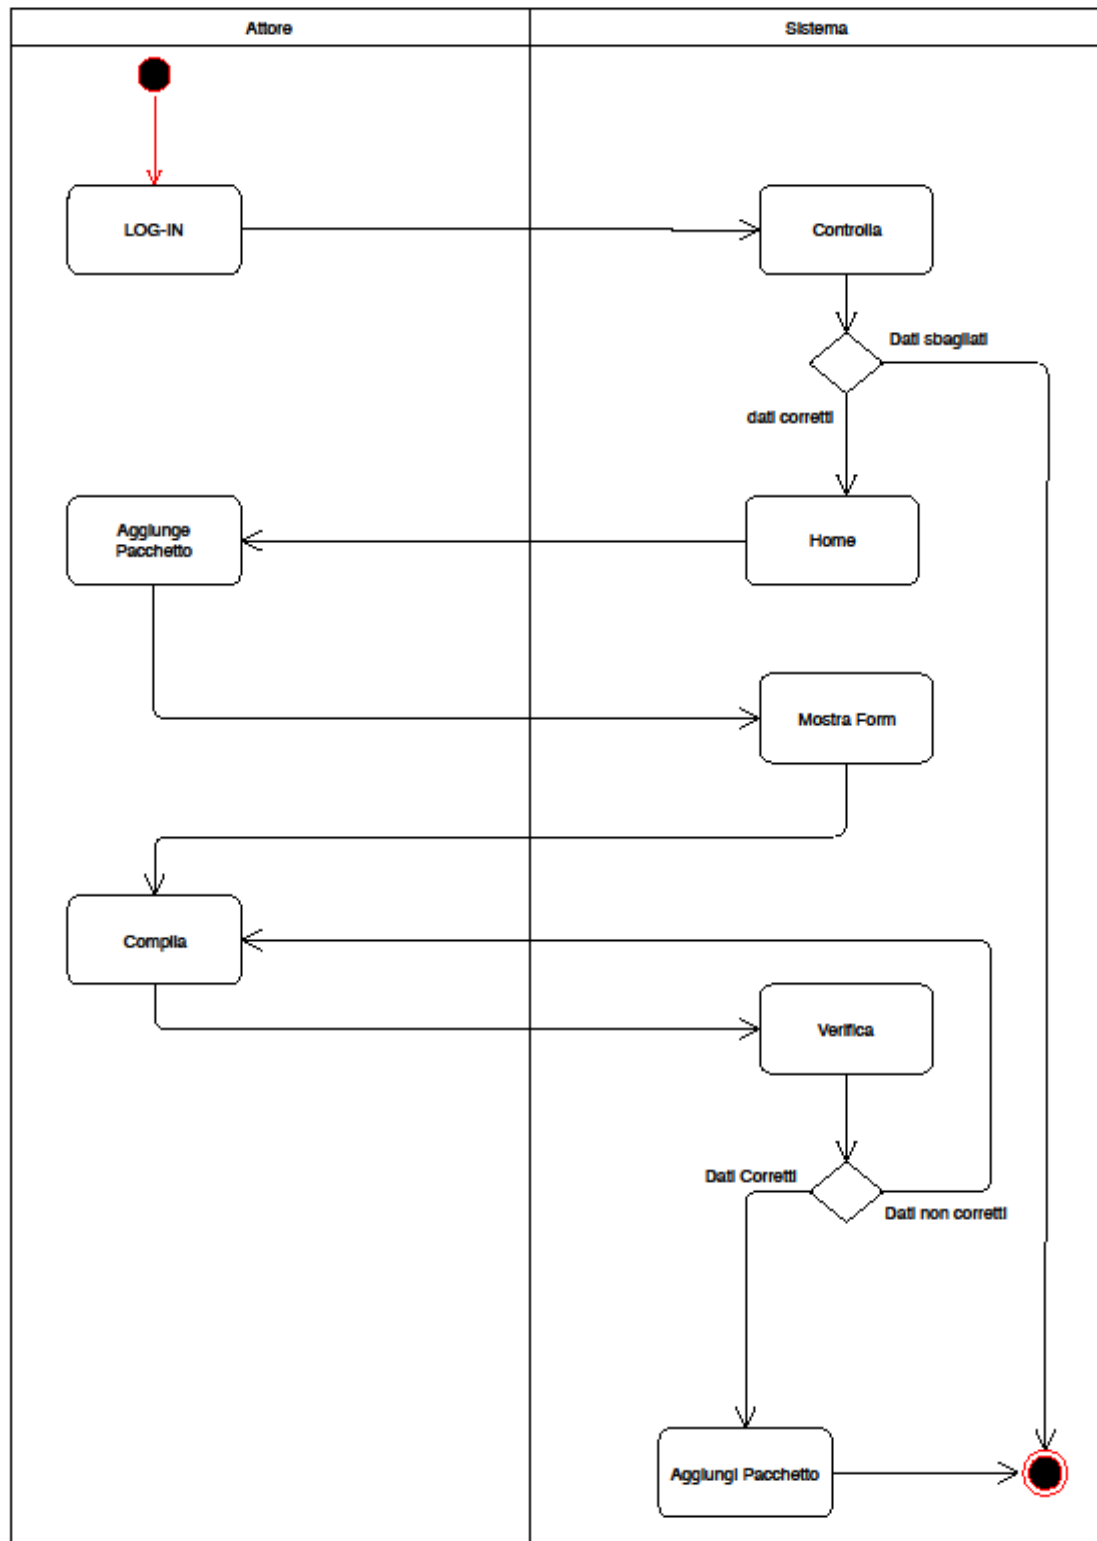 Attore
Sistema
LOG-IN
Controlla
Dati sbagliati
dati corretti
Aggiunge
Pacchetto
Home
Mostra Form
Compila
Verifica
Dati Corretti
Dati non corretti
Aggiungi Pacchetto